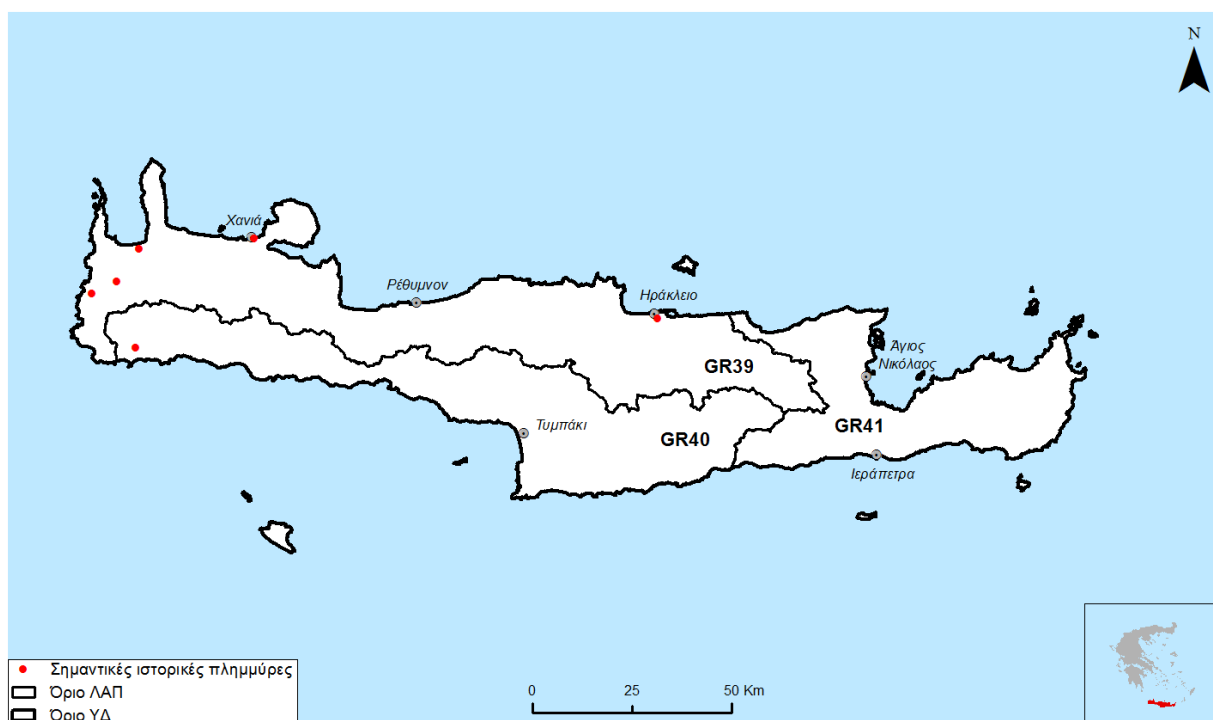 N
Χανιά
Ρέθυμνον
Ηράκλειο
Άγιος
Νικόλαος
GR39
Τυμπάκι
GR40
GR41
Ιεράπετρα
Σημαντικές ιστορικές πλημμύρες
Όριο ΛΑΠ
Όριο ΥΔ
0 25 50 Km